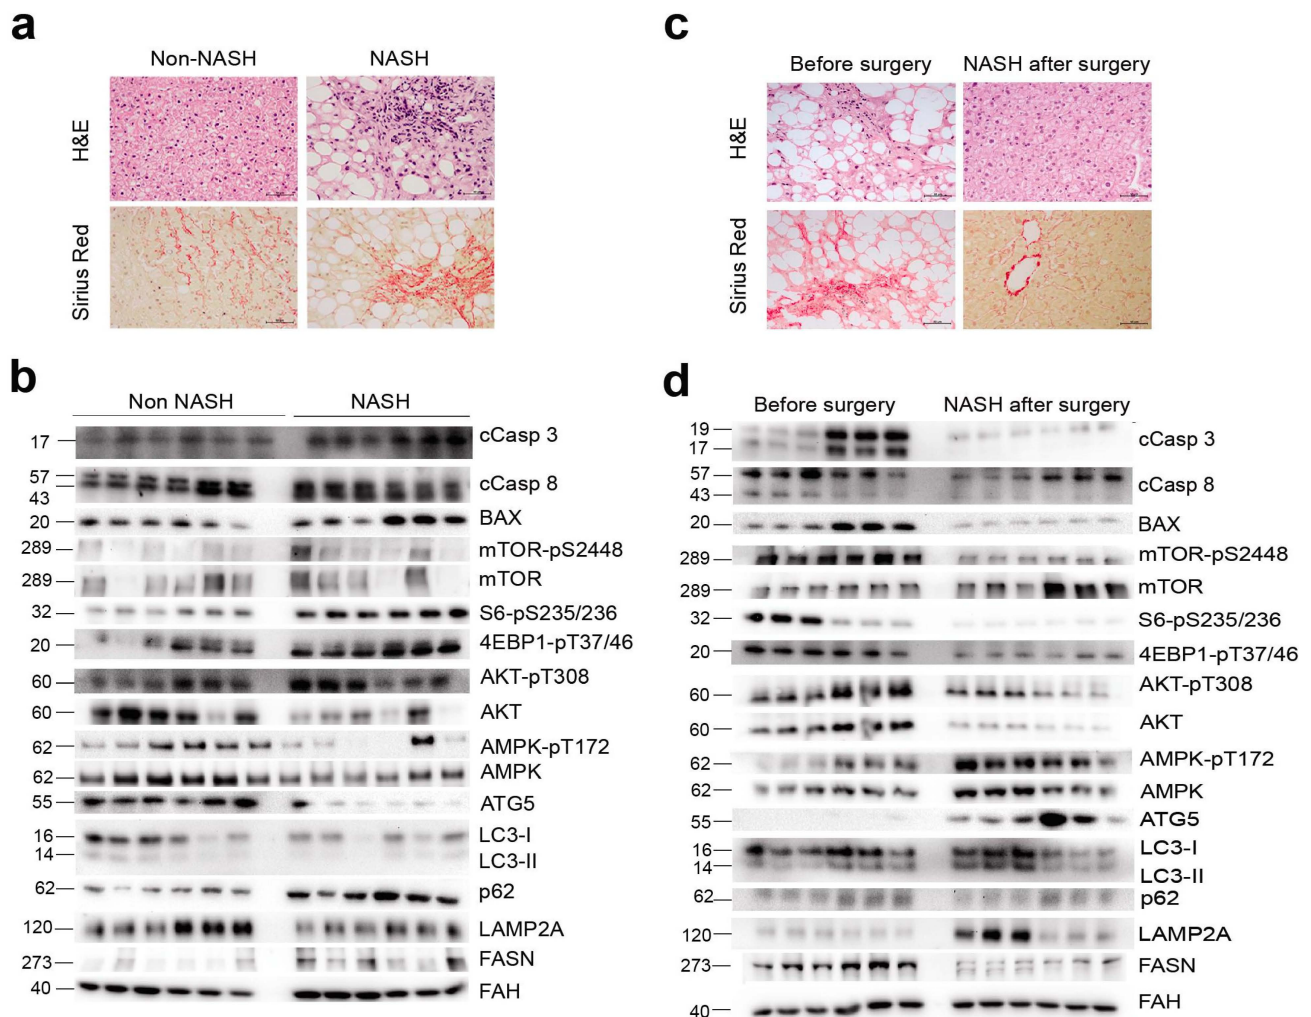 a
Non-NASH
NASH
H&E
Sirius Red
c
Before surgery
NASH after surgery
H&E
Sirius Red
b
Non NASH
NASH
17
cCasp 3
57
43
cCasp 8
20
BAX
289
mTOR-pS2448
289
mTOR
32
S6-pS235/236
20
4EBP1-pT37/46
60
AKT-pT308
60
AKT
62
AMPK-pT172
62
AMPK
55
ATG5
16
LC3-I
14
LC3-II
62
p62
120
LAMP2A
273
FASN
40
FAH
d
Before surgery
NASH after surgery
19
17
cCasp 3
57
43
cCasp 8
20
BAX
289
mTOR-pS2448
289
mTOR
32
S6-pS235/236
20
4EBP1-pT37/46
60
AKT-pT308
60
AKT
62
AMPK-pT172
62
AMPK
55
ATG5
16
LC3-I
14
LC3-II
62
p62
120
LAMP2A
273
FASN
40
FAH